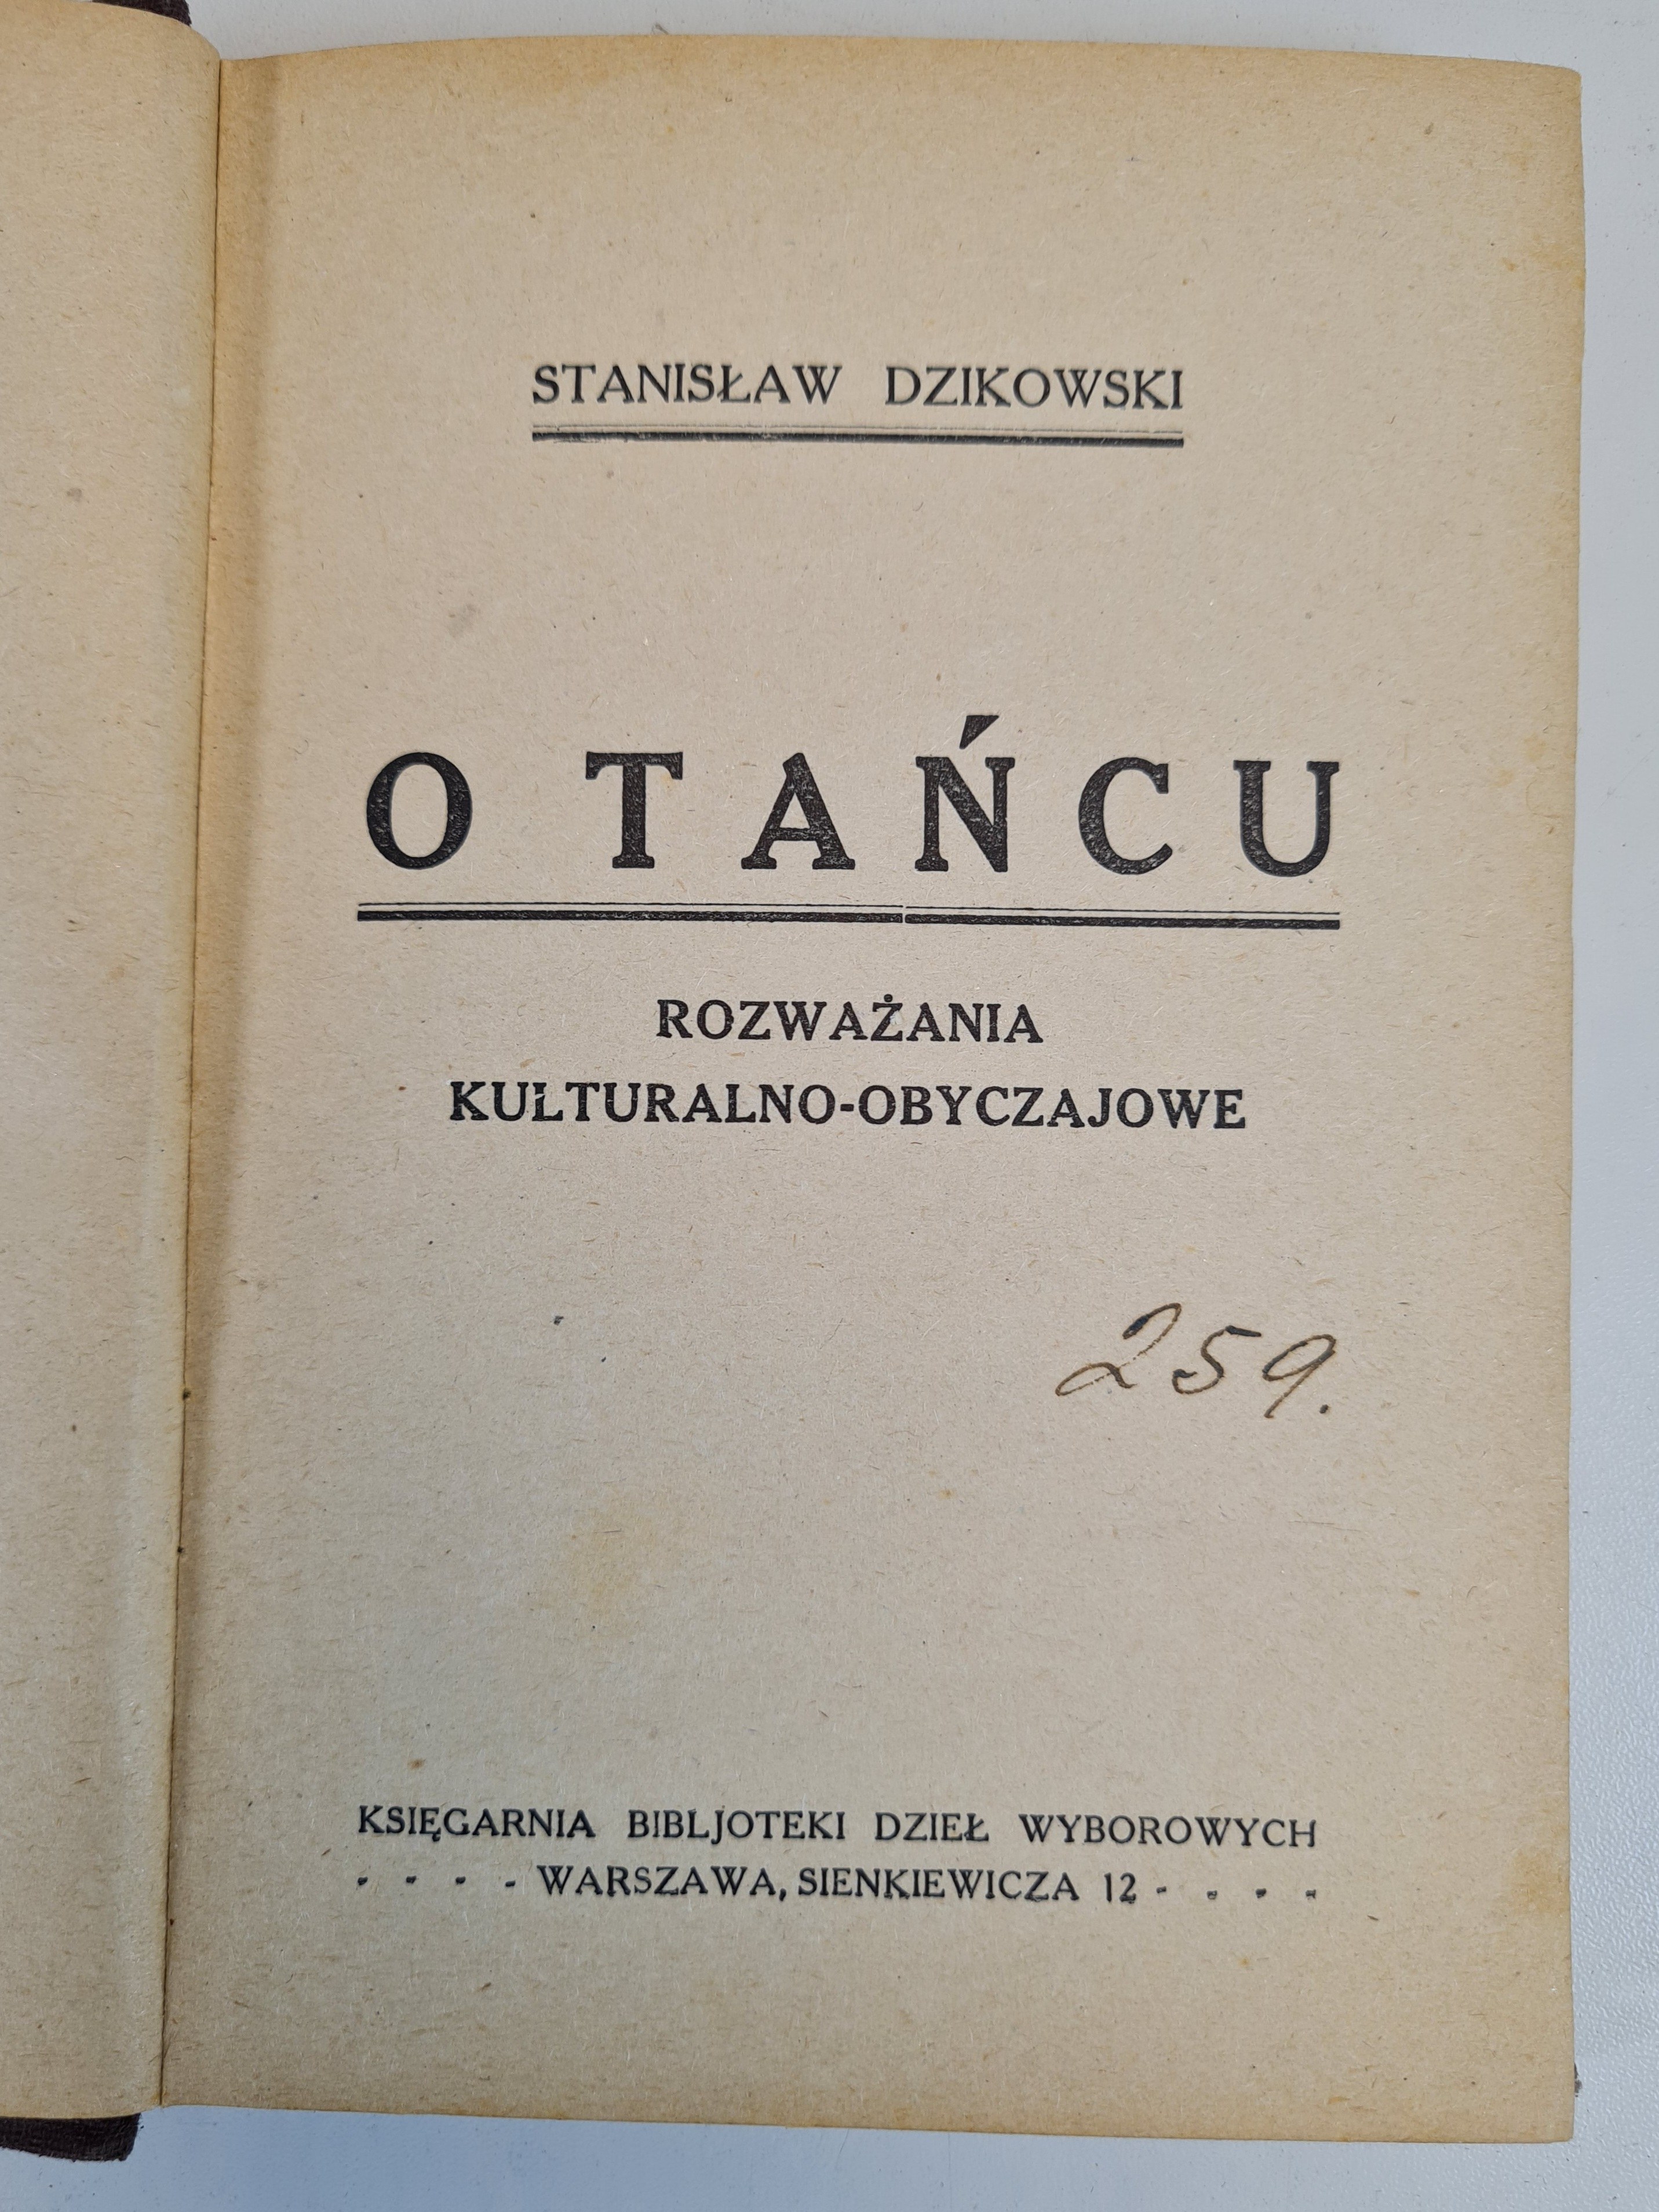 STANISŁAW DZIKOWSKI
O TAŃCU
ROZWAŻANIA
KULTURALNO-OBYCZAJOWE
259.
KSIĘGARNIA BIBLJOTEKI DZIEŁ WYBOROWYCH
- - - - WARSZAWA, SIENKIEWICZA 12 - - - -